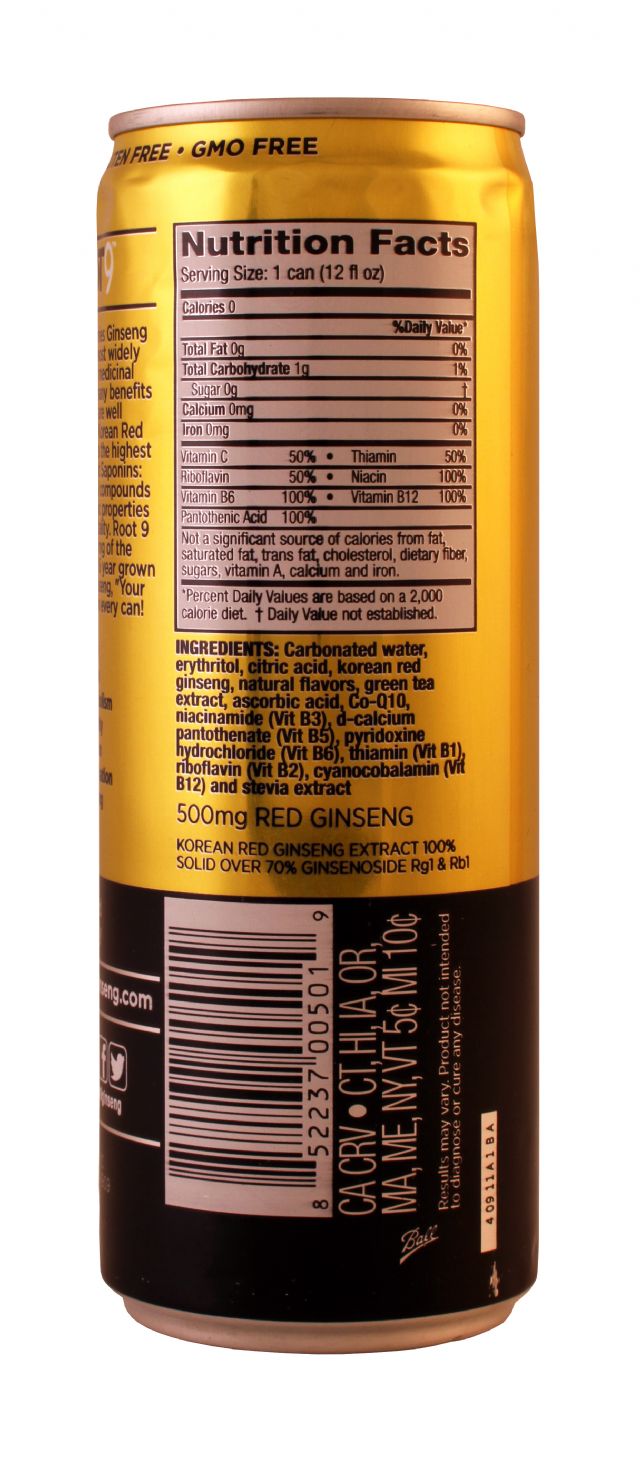 FREE • GMO FREE
9
Ginseng
widely
benefits
well
Red
the highest
Saponins:
properties
Root 9
of the
year grown
"Your
every can!
Nutrition Facts
Serving Size: 1 can (12 fl oz)
Calories 0
%Daily Value*
Total Fat 0g 0%
Total Carbohydrate 1g 1%
Sugar 0g †
Calcium 0mg 0%
Iron 0mg 0%
Vitamin C 50% • Thiamin 50%
Riboflavin 50% • Niacin 100%
Vitamin B6 100% • Vitamin B12 100%
Pantothenic Acid 100%
Not a significant source of calories from fat,
saturated fat, trans fat, cholesterol, dietary fiber,
sugars, vitamin A, calcium and iron.
*Percent Daily Values are based on a 2,000
calorie diet. † Daily Value not established.
INGREDIENTS: Carbonated water,
erythritol, citric acid, korean red
ginseng, natural flavors, green tea
extract, ascorbic acid, Co-Q10,
niacinamide (Vit B3), d-calcium
pantothenate (Vit B5), pyridoxine
hydrochloride (Vit B6), thiamin (Vit B1),
riboflavin (Vit B2), cyanocobalamin (Vit
B12) and stevia extract
500mg RED GINSENG
KOREAN RED GINSENG EXTRACT 100%
SOLID OVER 70% GINSENOSIDE Rg1 & Rb1
seng.com
8 52237 00501 9
CA CRV • CT, HI, IA, OR,
MA, ME, NY, VT 5¢ MI 10¢
Results may vary. Product not intended
to diagnose or cure any disease.
Ball
4 09 11 A 1 B A